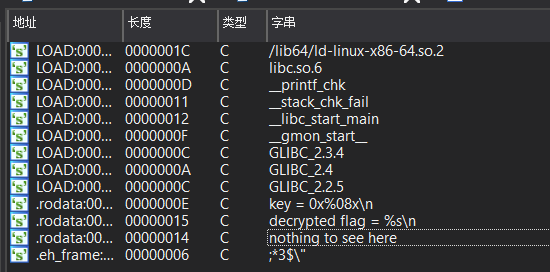 地址 长度 类型 字串
LOAD:000... 0000001C C /lib64/ld-linux-x86-64.so.2
LOAD:000... 0000000A C libc.so.6
LOAD:000... 0000000D C __printf_chk
LOAD:000... 00000011 C __stack_chk_fail
LOAD:000... 00000012 C __libc_start_main
LOAD:000... 0000000F C __gmon_start__
LOAD:000... 0000000C C GLIBC_2.3.4
LOAD:000... 0000000A C GLIBC_2.4
LOAD:000... 0000000C C GLIBC_2.2.5
.rodata:00... 0000000E C key = 0x%08x\n
.rodata:00... 00000015 C decrypted flag = %s\n
.rodata:00... 00000014 C nothing to see here
.eh_frame:... 00000006 C ;*3$\"